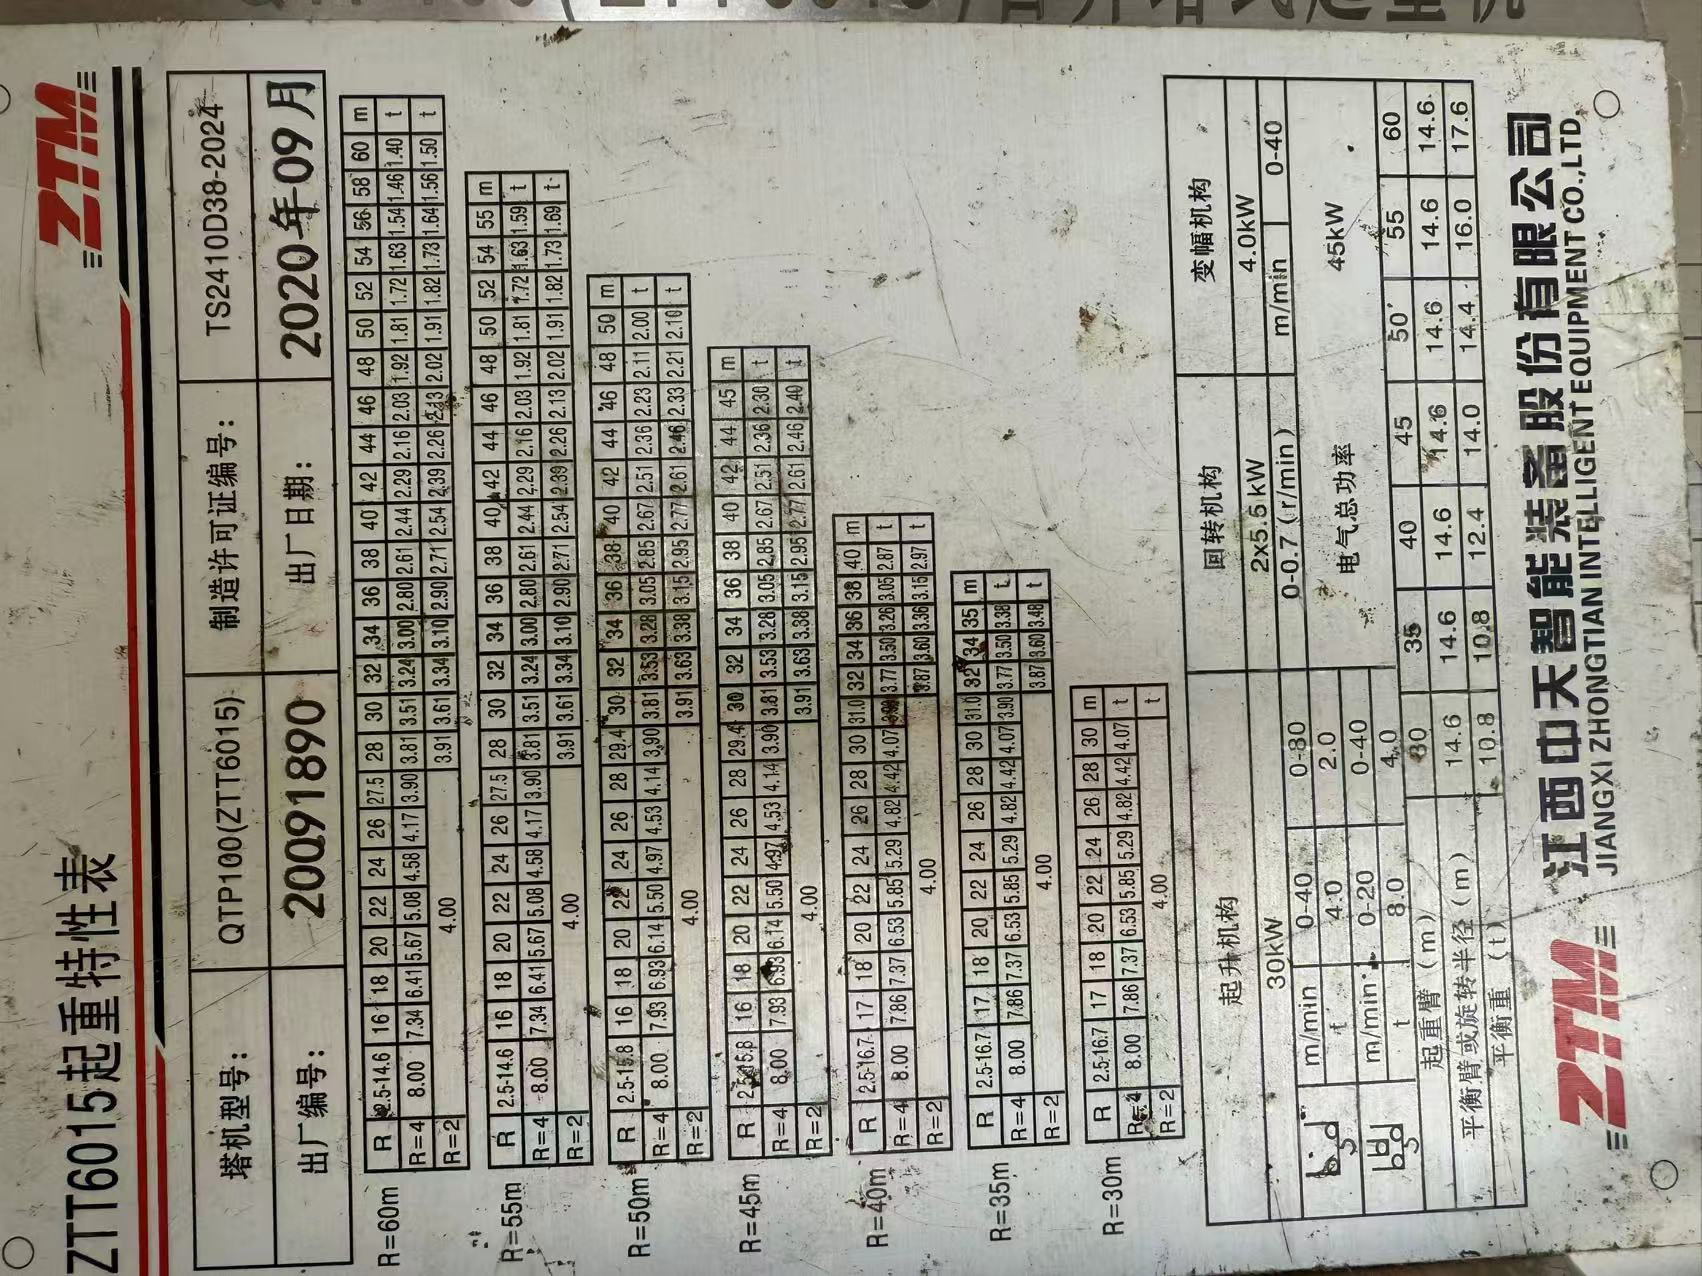 ZTT6015起重特性表
ZTM
塔机型号: QTP100(ZTT6015) 制造许可证编号: TS2410D38-2024
出厂编号: 20091890 出厂日期: 2020年09月
R=60m
R 2.5-14.6 16 18 20 22 24 26 27.5 28 30 32 34 36 38 40 42 44 46 48 50 52 54 56 58 60 m
R=4 8.00 7.34 6.41 5.67 5.08 4.58 4.17 3.90 3.81 3.51 3.24 3.00 2.80 2.61 2.44 2.29 2.16 2.03 1.92 1.81 1.72 1.63 1.54 1.46 1.40 t
R=2 4.00 3.91 3.61 3.34 3.10 2.90 2.71 2.54 2.39 2.26 2.13 2.02 1.91 1.82 1.73 1.64 1.56 1.50 t
R=55m
R 2.5-14.6 16 18 20 22 24 26 27.5 28 30 32 34 36 38 40 42 44 46 48 50 52 54 55 m
R=4 8.00 7.34 6.41 5.67 5.08 4.58 4.17 3.90 3.81 3.51 3.24 3.00 2.80 2.61 2.44 2.29 2.16 2.03 1.92 1.81 1.72 1.63 1.59 t
R=2 4.00 3.91 3.61 3.34 3.10 2.90 2.71 2.54 2.39 2.26 2.13 2.02 1.91 1.82 1.73 1.69 t
R=50m
R 2.5-15.8 16 18 20 22 24 26 28 29.4 30 32 34 36 38 40 42 44 46 48 50 m
R=4 8.00 7.93 6.93 6.14 5.50 4.97 4.53 4.14 3.90 3.81 3.53 3.28 3.05 2.85 2.67 2.51 2.36 2.23 2.11 2.00 t
R=2 4.00 3.91 3.63 3.38 3.15 2.95 2.77 2.61 2.46 2.33 2.21 2.10 t
R=45m
R 2.5-15.8 16 18 20 22 24 26 28 29.4 30 32 34 36 38 40 42 44 45 m
R=4 8.00 7.93 6.93 6.14 5.50 4.97 4.53 4.14 3.90 3.81 3.53 3.28 3.05 2.85 2.67 2.51 2.36 2.30 t
R=2 4.00 3.91 3.63 3.38 3.15 2.95 2.77 2.61 2.46 2.40 t
R=40m
R 2.5-16.7 17 18 20 22 24 26 28 30 31.0 32 34 36 38 40 m
R=4 8.00 7.86 7.37 6.53 5.85 5.29 4.82 4.42 4.07 3.90 3.77 3.50 3.26 3.05 2.87 t
R=2 4.00 3.87 3.60 3.36 3.15 2.97 t
R=35m
R 2.5-16.7 17 18 20 22 24 26 28 30 31.0 32 34 35 m
R=4 8.00 7.86 7.37 6.53 5.85 5.29 4.82 4.42 4.07 3.90 3.77 3.50 3.38 t
R=2 4.00 3.87 3.60 3.48 t
R=30m
R 2.5-16.7 17 18 20 22 24 26 28 30 m
R=4 8.00 7.86 7.37 6.53 5.85 5.29 4.82 4.42 4.07 t
R=2 4.00 t
起升机构 回转机构 变幅机构
30kW 2x5.5kW 4.0kW
m/min 0-40 0-80 0-0.7(r/min) m/min 0-40
t 4.0 2.0 电气总功率 45kW
m/min 0-20 0-40
t 8.0 4.0
起重臂(m) 30 35 40 45 50 55 60
平衡臂或旋转半径(m) 14.6 14.6 14.6 14.6 14.6 14.6 14.6
平衡重(t) 10.8 10.8 12.4 14.0 14.4 16.0 17.6
ZTM 江西中天智能装备股份有限公司
JIANGXI ZHONGTIAN INTELLIGENT EQUIPMENT CO.,LTD.